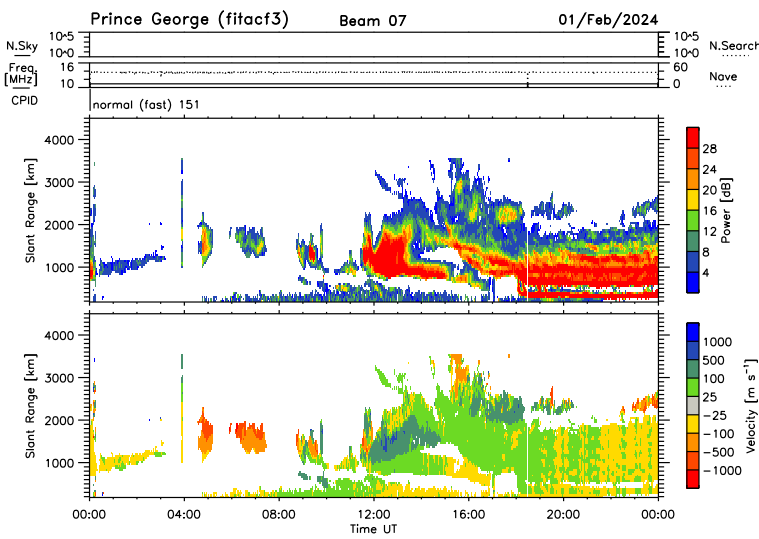 Prince George (fitacf3) Beam 07 01/Feb/2024
N.Sky 10^5 10^5 N.Search
10^0 10^0
Freq 16 60
[MHz] 10 0 Nave
CPID normal (fast) 151
Slant Range [km]
4000
3000
2000
1000
Power [dB]
28
24
20
16
12
8
4
Slant Range [km]
4000
3000
2000
1000
Velocity [m s⁻¹]
1000
500
100
25
−25
−100
−500
−1000
00:00 04:00 08:00 12:00 16:00 20:00 00:00
Time UT